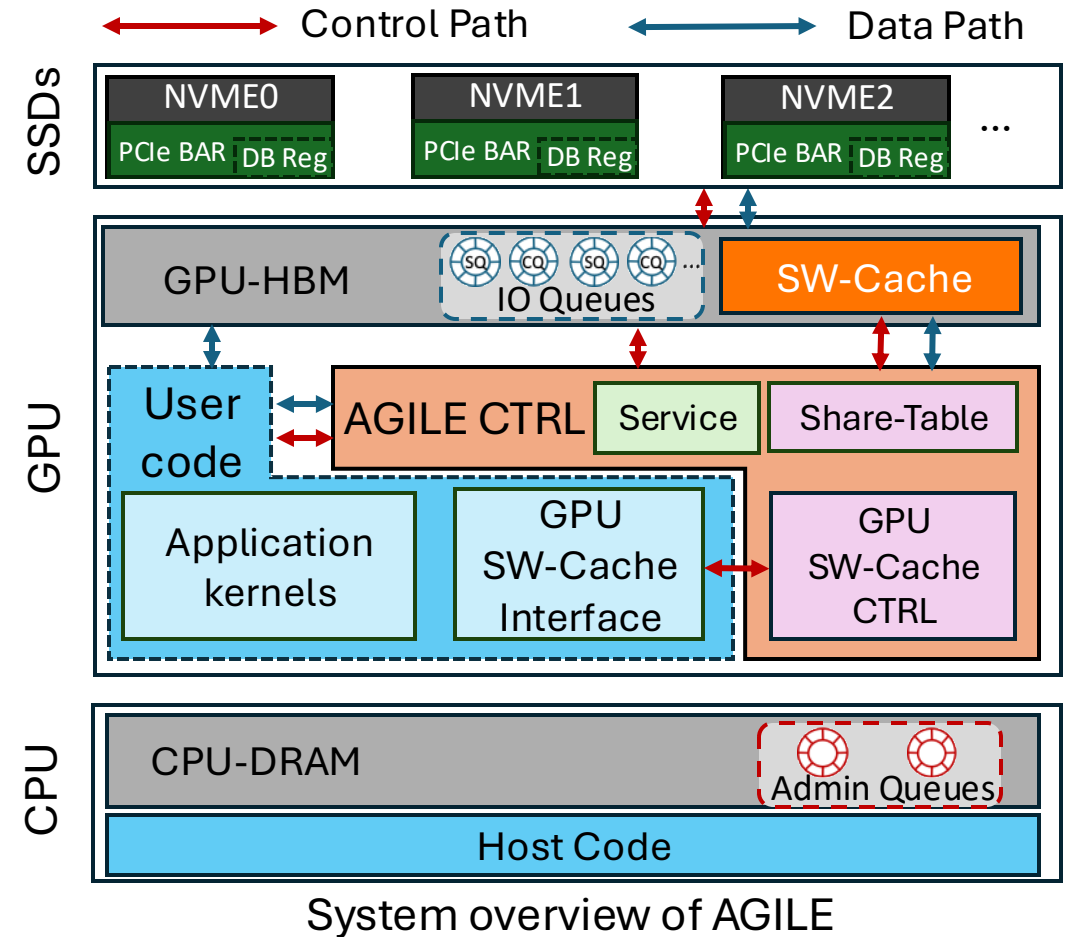 Control Path
Data Path
SSDs
NVME0
PCIe BAR
DB Reg
NVME1
PCIe BAR
DB Reg
NVME2
PCIe BAR
DB Reg
...
GPU
GPU-HBM
SQ
CQ
SQ
CQ
...
IO Queues
SW-Cache
User
code
AGILE CTRL
Service
Share-Table
Application
kernels
GPU
SW-Cache
Interface
GPU
SW-Cache
CTRL
CPU
CPU-DRAM
Admin Queues
Host Code
System overview of AGILE